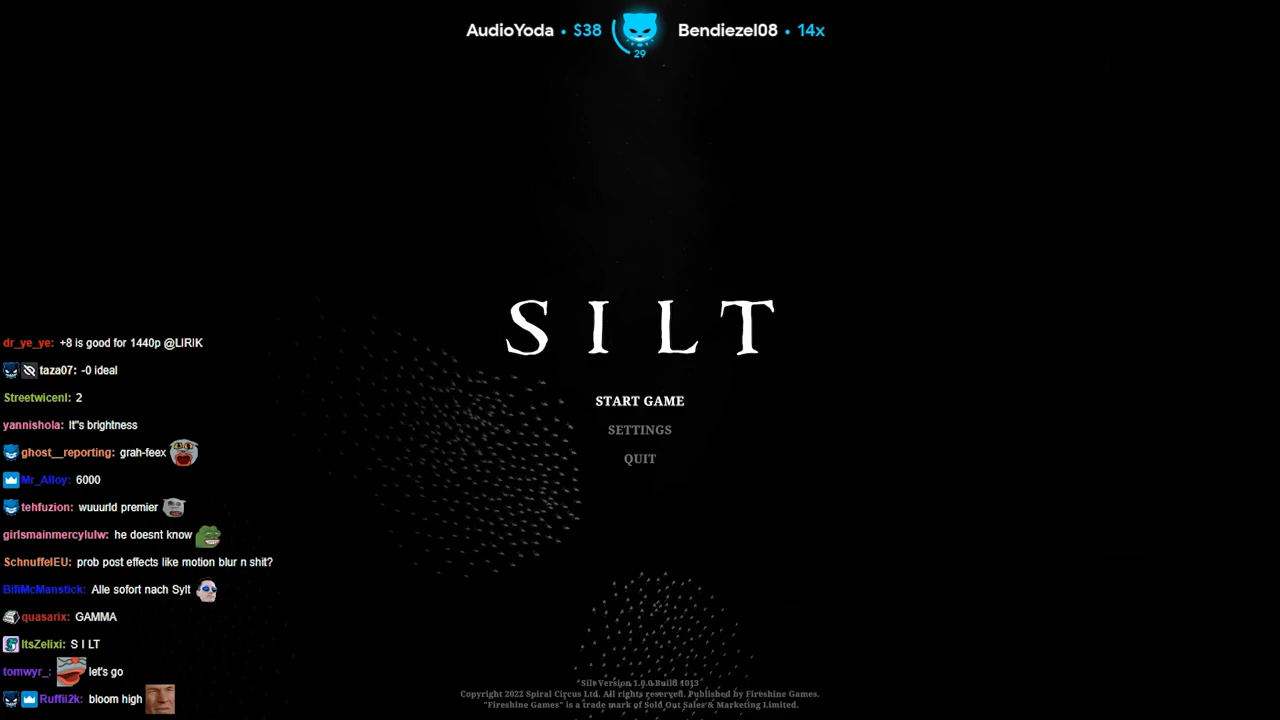 AudioYoda • $38 29 Bendiezel08 • 14x
SILT
START GAME
SETTINGS
QUIT
dr_ye_ye: +8 is good for 1440p @LIRIK
taza07: -0 ideal
Streetwicenl: 2
yannishola: It"s brightness
ghost__reporting: grah-feex
Mr_Alloy: 6000
tehfuzion: wuuurld premier
girlsmainmercylulw: he doesnt know
SchnuffelEU: prob post effects like motion blur n shit?
BifiMcManstick: Alle sofort nach Sylt
quasarix: GAMMA
ItsZelixi: S I LT
tomwyr_: let's go
Ruffii2k: bloom high
Silt Version 1.0.0 Build 1013
Copyright 2022 Spiral Circus Ltd. All rights reserved. Published by Fireshine Games.
"Fireshine Games" is a trade mark of Sold Out Sales & Marketing Limited.